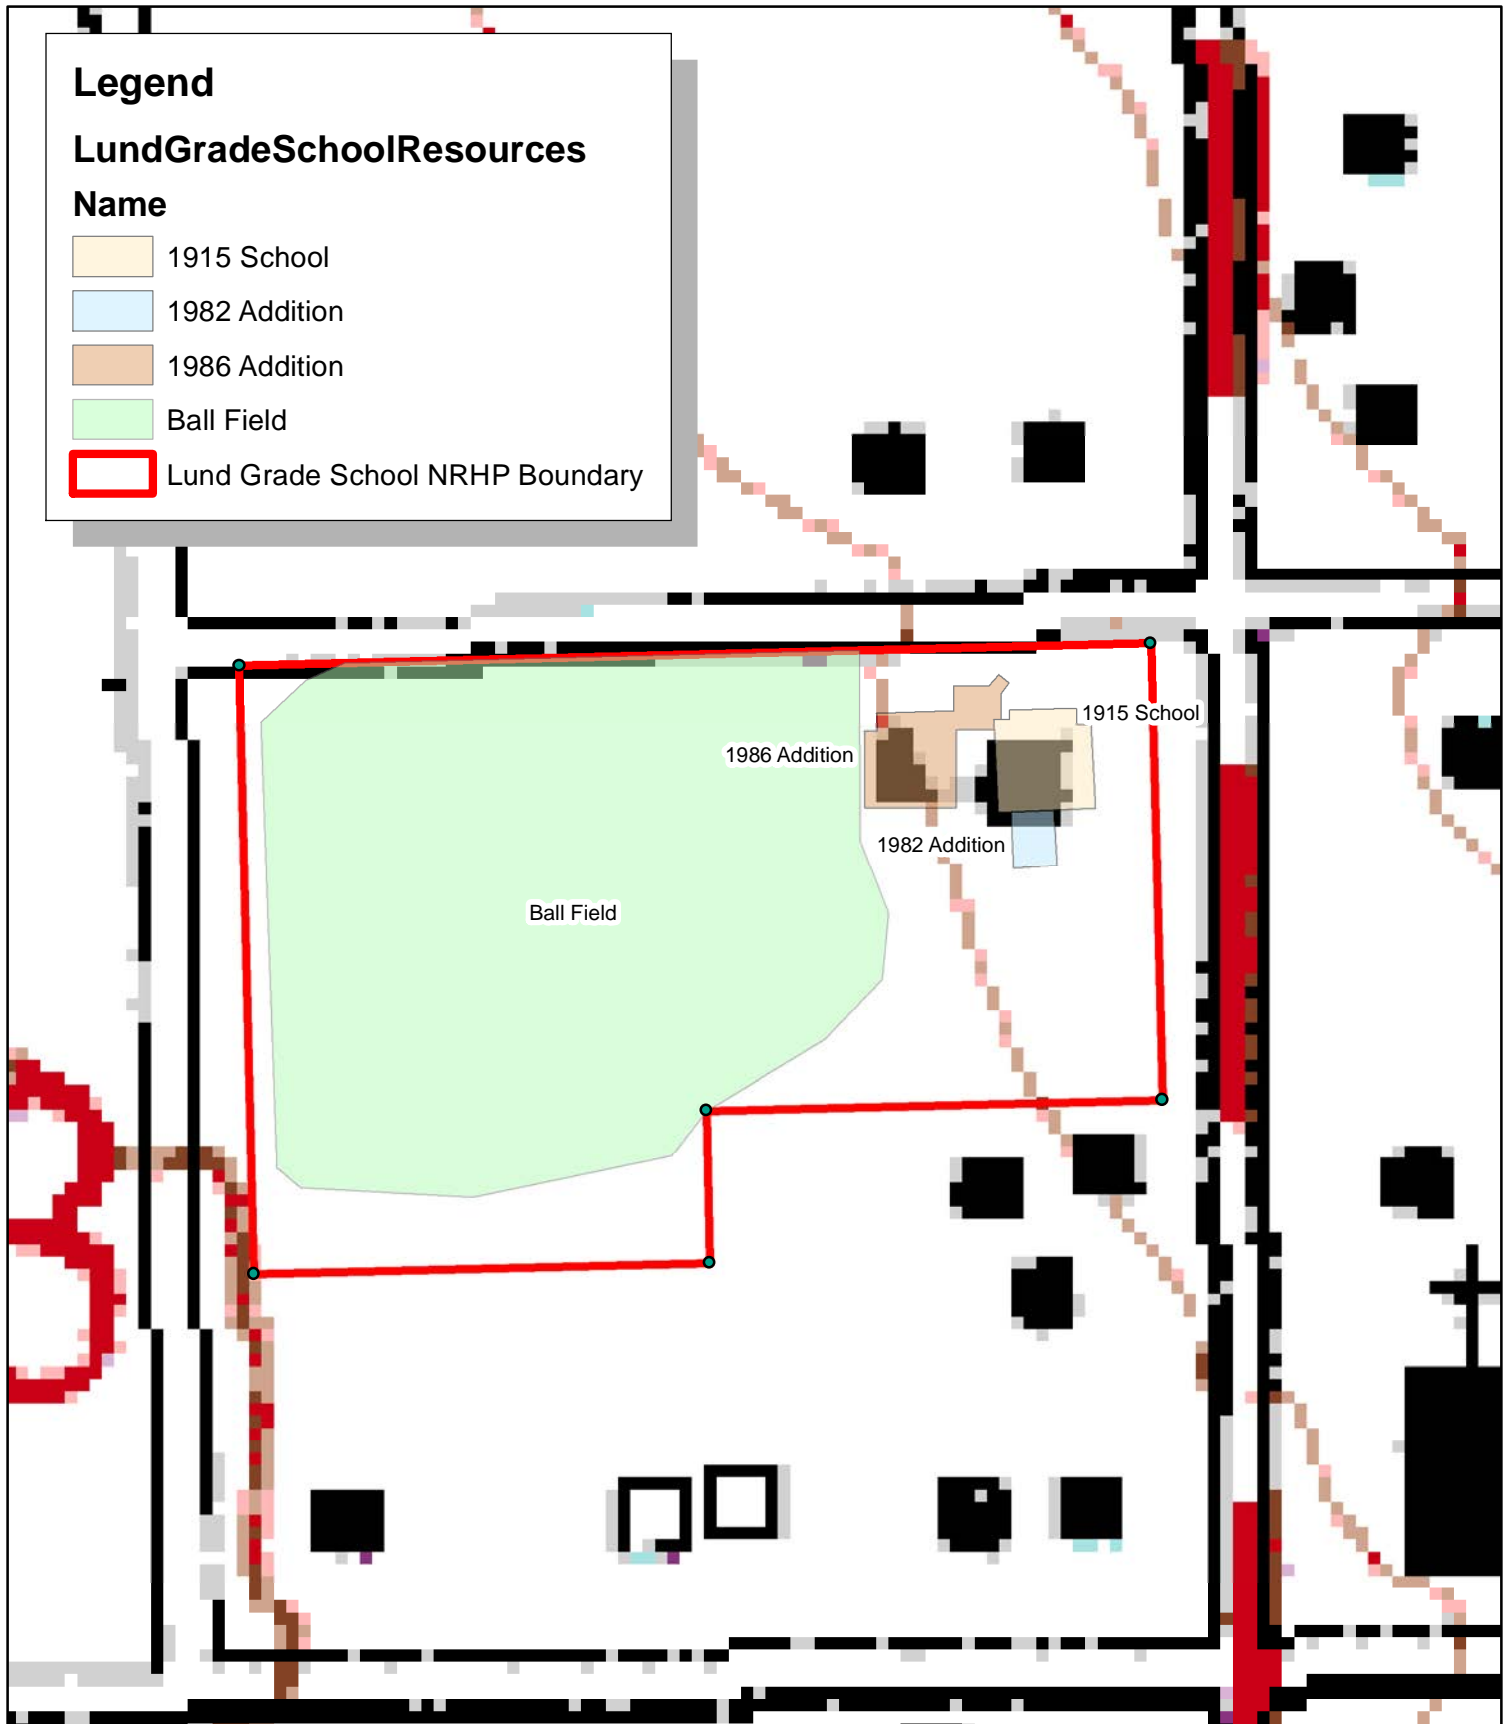 Legend
LundGradeSchoolResources
Name
1915 School
1982 Addition
1986 Addition
Ball Field
Lund Grade School NRHP Boundary
1915 School
1986 Addition
1982 Addition
Ball Field